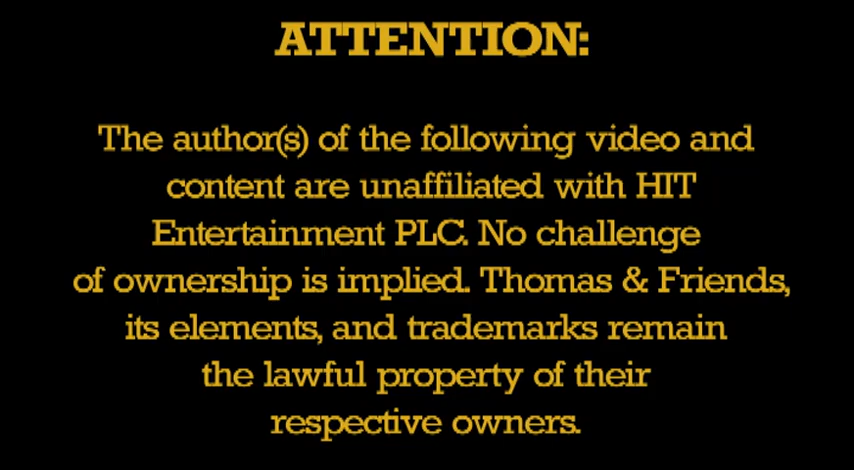 ATTENTION:
The author(s) of the following video and
content are unaffiliated with HIT
Entertainment PLC. No challenge
of ownership is implied. Thomas & Friends,
its elements, and trademarks remain
the lawful property of their
respective owners.